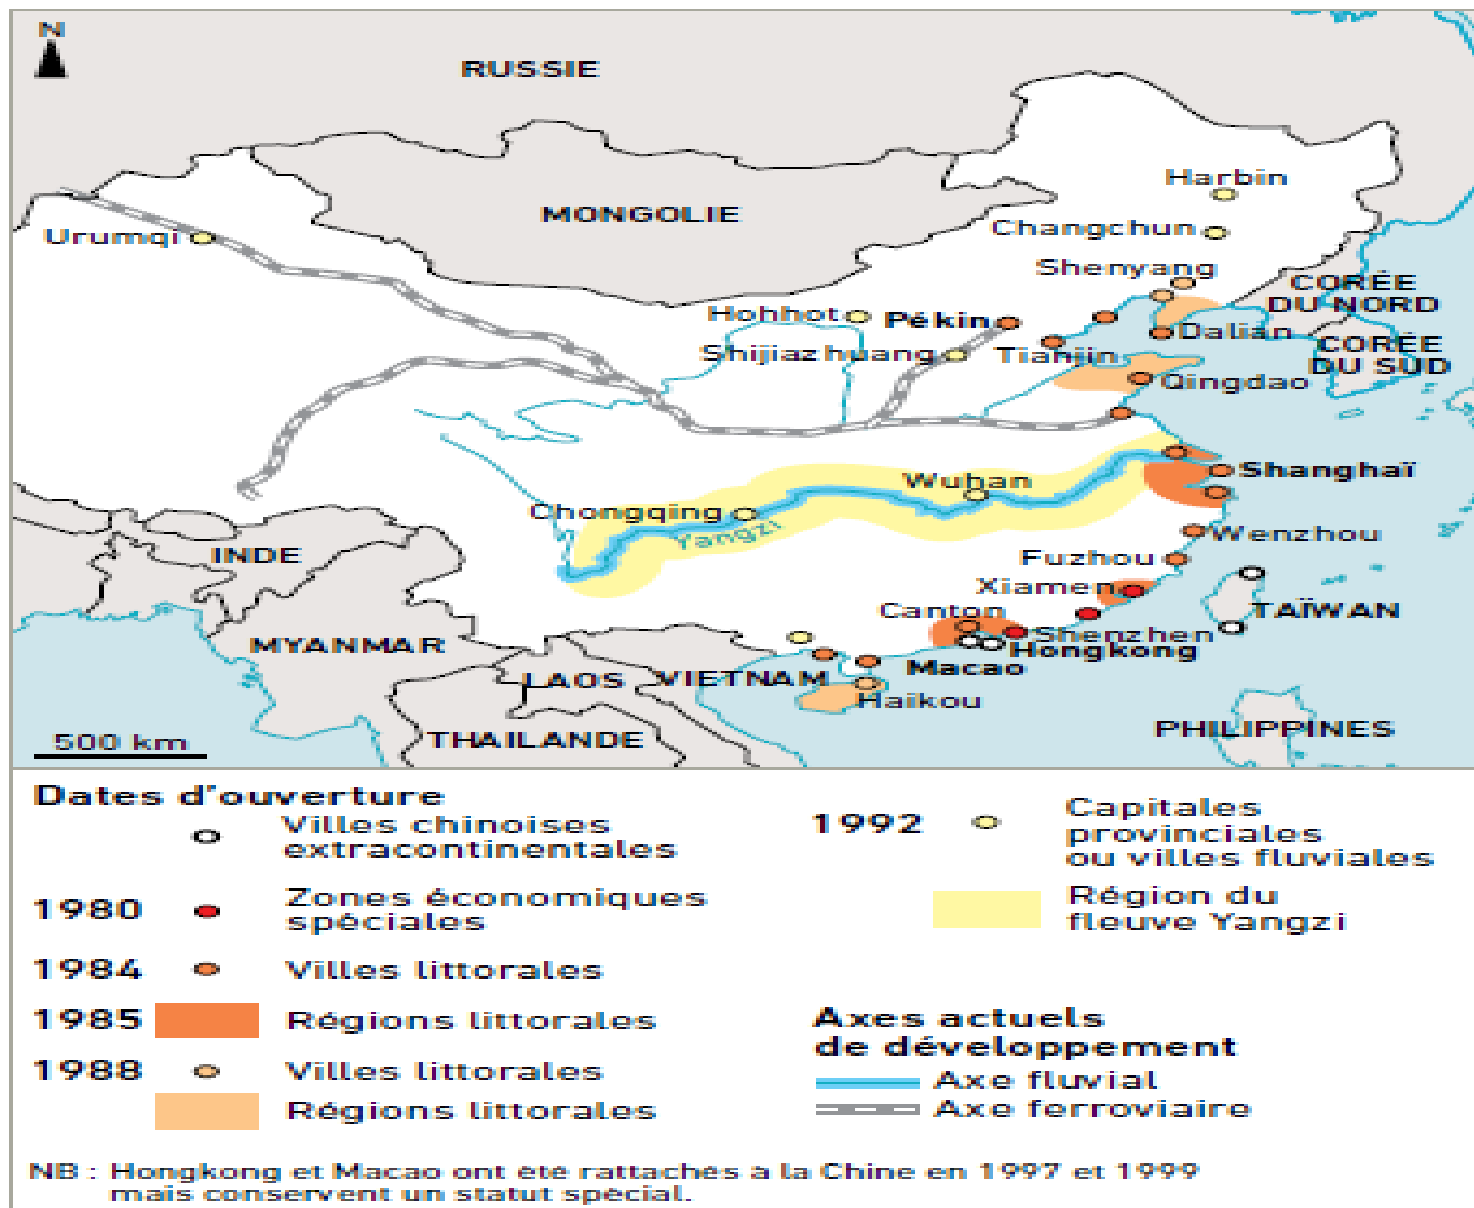 N
RUSSIE
Harbin
MONGOLIE
Changchun
Urumqi
Shenyang
CORÉE
DU NORD
Hohhot
Pékin
Dalian
Shijiazhuang
Tianjin
CORÉE
DU SUD
Qingdao
Shanghaï
Wuhan
Chongqing
Yangzi
Wenzhou
INDE
Fuzhou
Xiamen
Canton
TAÏWAN
Shenzhen
MYANMAR
Hongkong
Macao
LAOS
VIETNAM
Haïkou
PHILIPPINES
THAILANDE
500 km
Dates d'ouverture
Villes chinoises
extracontinentales
1980
Zones économiques
spéciales
1984
Villes littorales
1985
Régions littorales
1988
Villes littorales
Régions littorales
1992
Capitales
provinciales
ou villes fluviales
Région du
fleuve Yangzi
Axes actuels
de développement
Axe fluvial
Axe ferroviaire
NB : Hongkong et Macao ont été rattachés à la Chine en 1997 et 1999
mais conservent un statut spécial.